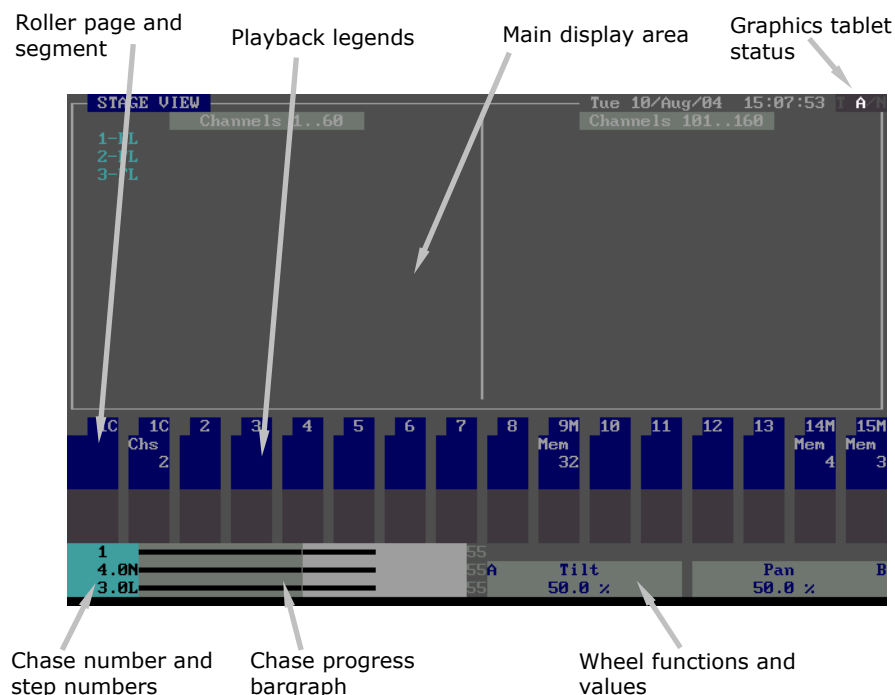 Roller page and
segment
Playback legends
Main display area
Graphics tablet
status
STAGE VIEW
Tue 10/Aug/04 15:07:53 T A/N
Channels 1..60
Channels 101..160
1-FL
2-FL
3-FL
1C 1C 2 3 4 5 6 7 8 9M 10 11 12 13 14M 15M
Chs Mem Mem Mem
2 32 4 3
1 55
4.0N 55 A Tilt Pan B
3.0L 55 50.0 % 50.0 %
Chase number and
step numbers
Chase progress
bargraph
Wheel functions and
values